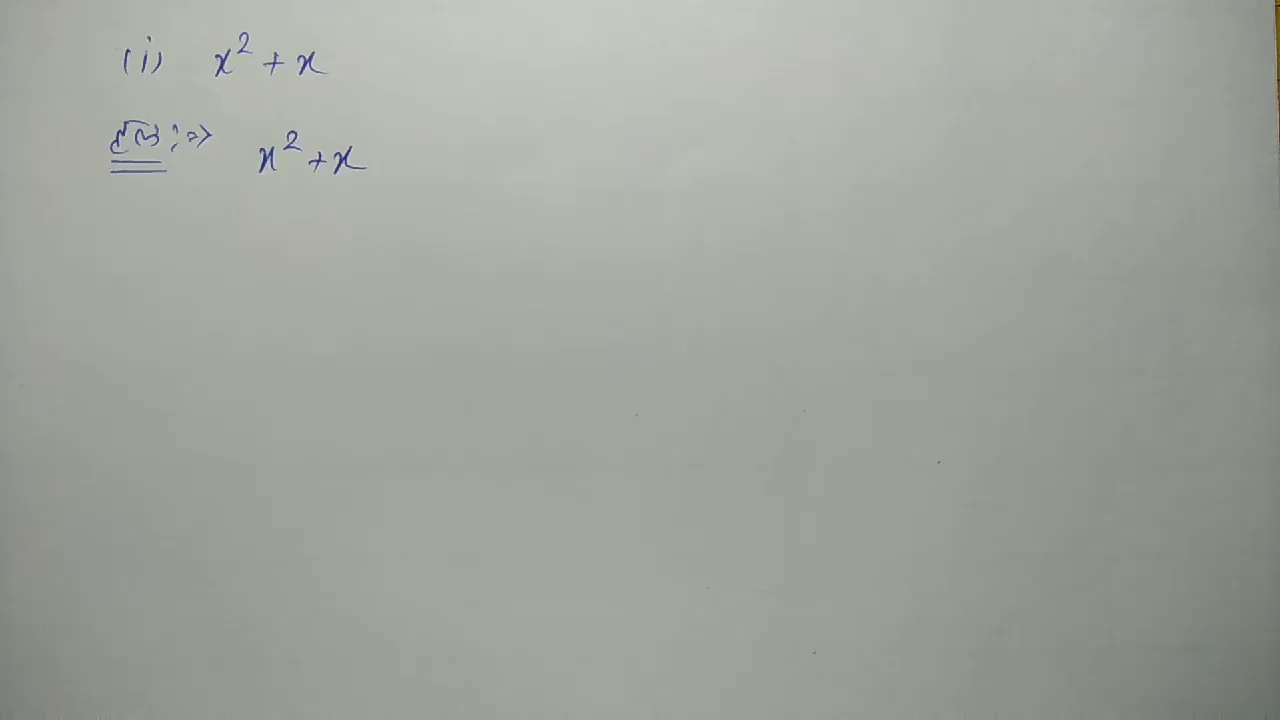 (i) x² + x
:⇒ x² + x